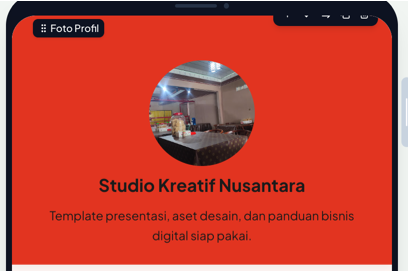 Foto Profil
Studio Kreatif Nusantara
Template presentasi, aset desain, dan panduan bisnis
digital siap pakai.